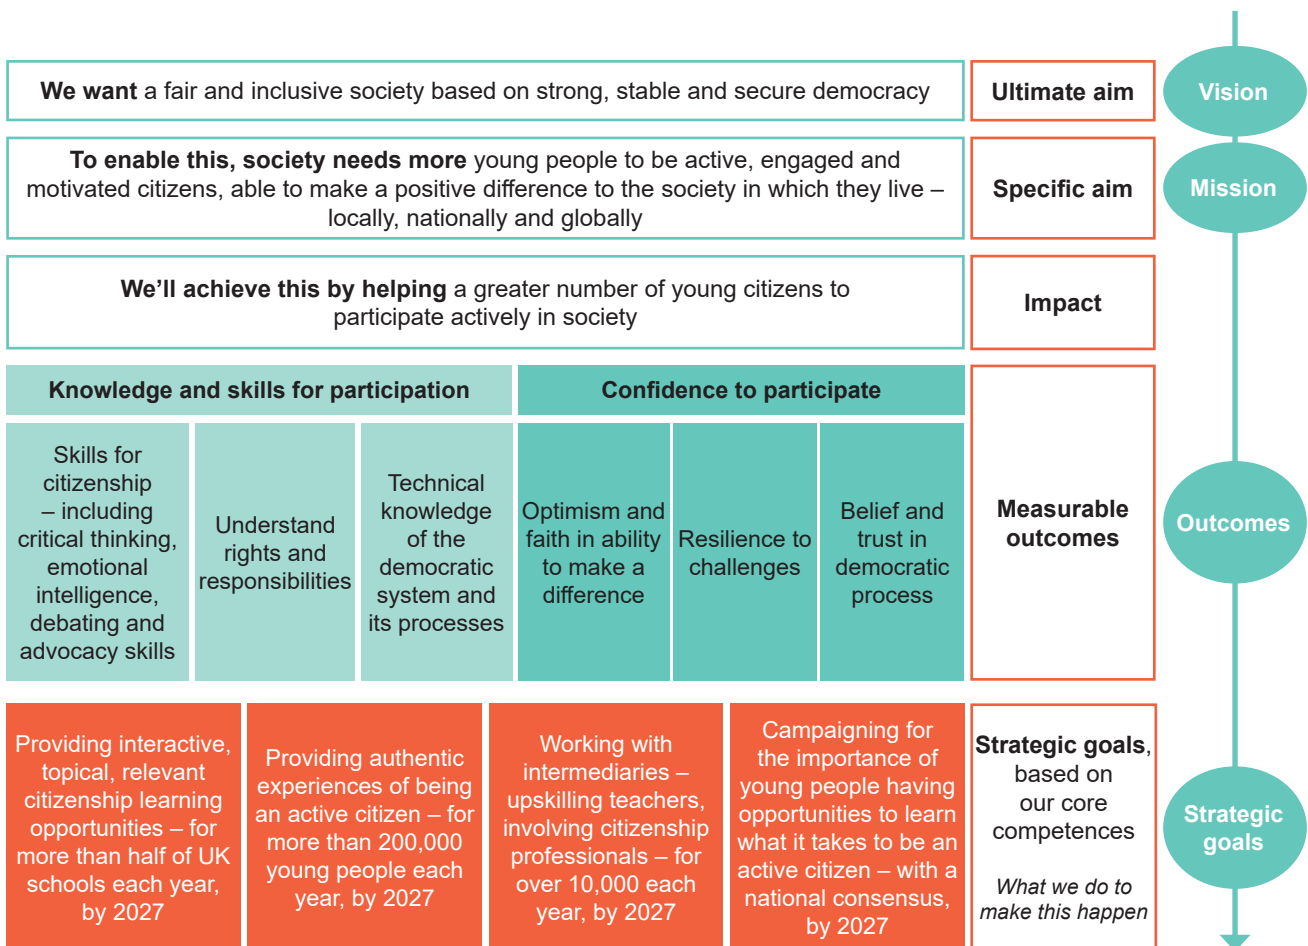 We want a fair and inclusive society based on strong, stable and secure democracy
Ultimate aim
Vision
To enable this, society needs more young people to be active, engaged and
motivated citizens, able to make a positive difference to the society in which they live –
locally, nationally and globally
Specific aim
Mission
We’ll achieve this by helping a greater number of young citizens to
participate actively in society
Impact
Knowledge and skills for participation
Confidence to participate
Skills for
citizenship
– including
critical thinking,
emotional
intelligence,
debating and
advocacy skills
Understand
rights and
responsibilities
Technical
knowledge
of the
democratic
system and
its processes
Optimism and
faith in ability
to make a
difference
Resilience to
challenges
Belief and
trust in
democratic
process
Measurable
outcomes
Outcomes
Providing interactive,
topical, relevant
citizenship learning
opportunities – for
more than half of UK
schools each year,
by 2027
Providing authentic
experiences of being
an active citizen – for
more than 200,000
young people each
year, by 2027
Working with
intermediaries –
upskilling teachers,
involving citizenship
professionals – for
over 10,000 each
year, by 2027
Campaigning for
the importance of
young people having
opportunities to learn
what it takes to be an
active citizen – with a
national consensus,
by 2027
Strategic goals,
based on
our core
competences
What we do to
make this happen
Strategic
goals